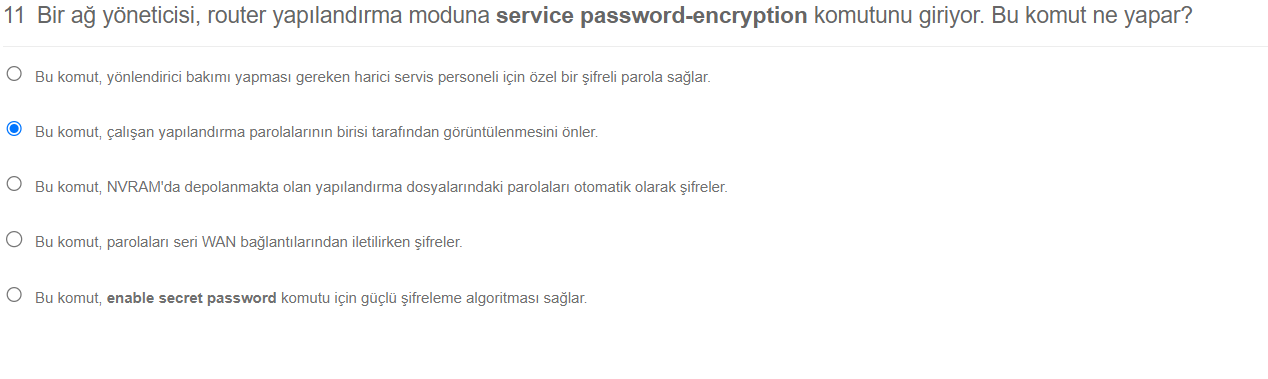 11 Bir ağ yöneticisi, router yapılandırma moduna service password-encryption komutunu giriyor. Bu komut ne yapar?
Bu komut, yönlendirici bakımı yapması gereken harici servis personeli için özel bir şifreli parola sağlar.
Bu komut, çalışan yapılandırma parolalarının birisi tarafından görüntülenmesini önler.
Bu komut, NVRAM'da depolanmakta olan yapılandırma dosyalarındaki parolaları otomatik olarak şifreler.
Bu komut, parolaları seri WAN bağlantılarından iletilirken şifreler.
Bu komut, enable secret password komutu için güçlü şifreleme algoritması sağlar.